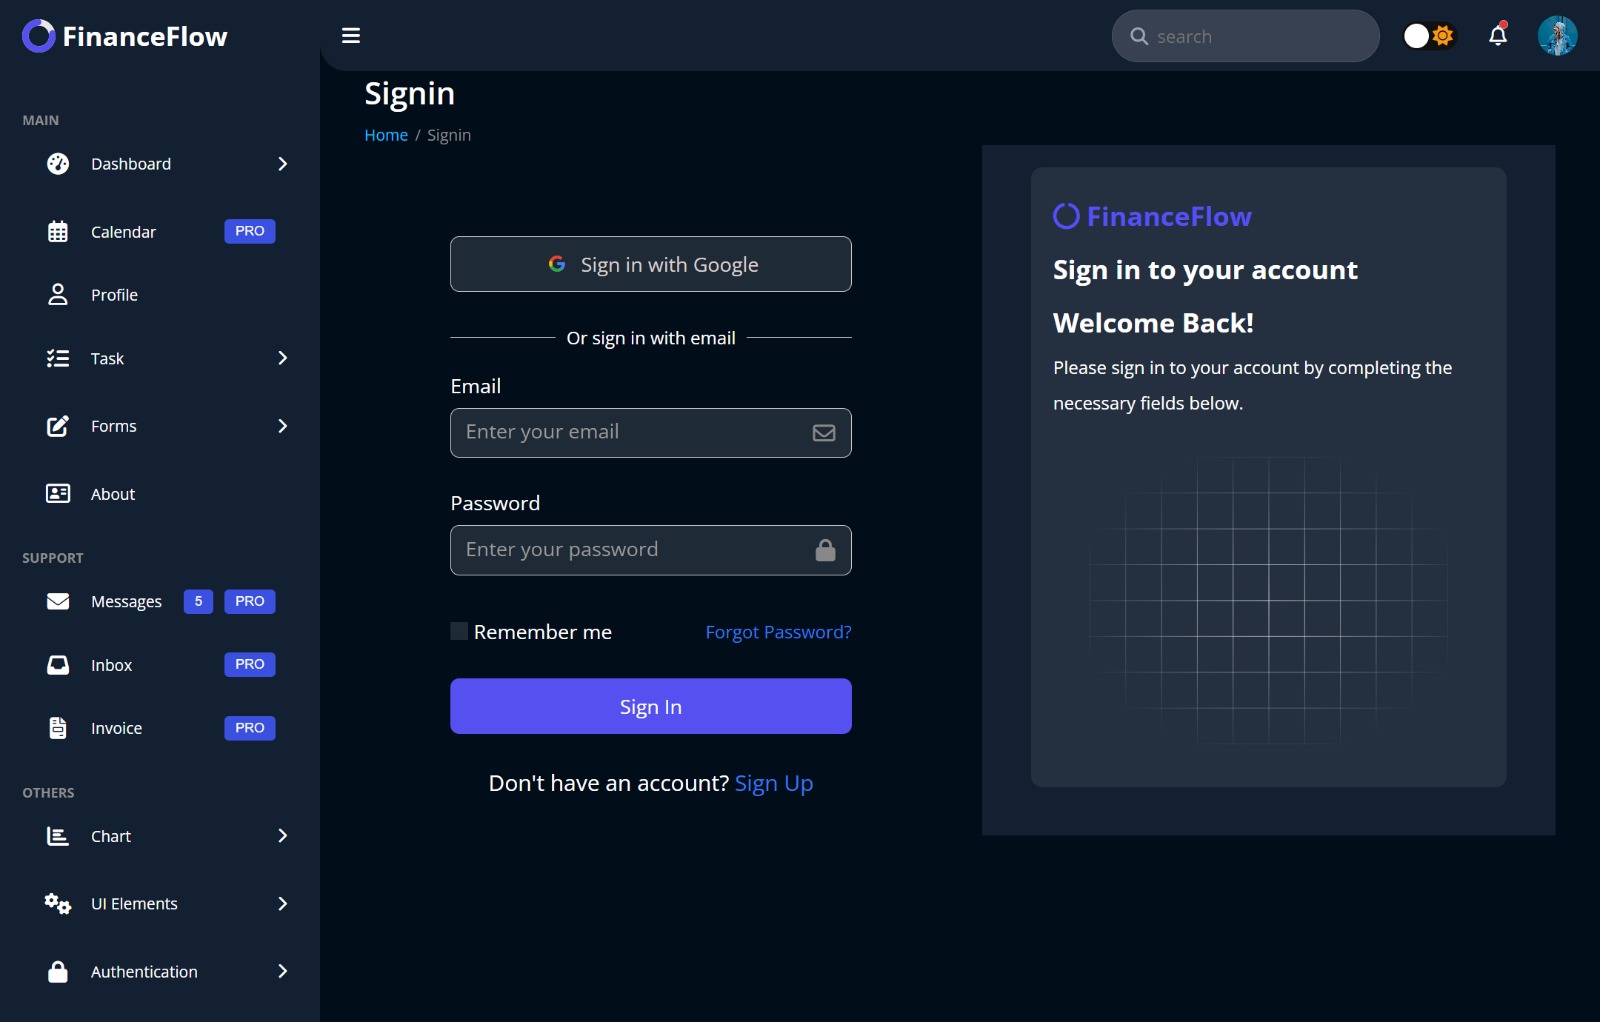 FinanceFlow
search
MAIN
Dashboard
Calendar PRO
Profile
Task
Forms
About
SUPPORT
Messages 5 PRO
Inbox PRO
Invoice PRO
OTHERS
Chart
UI Elements
Authentication
Signin
Home / Signin
Sign in with Google
Or sign in with email
Email
Enter your email
Password
Enter your password
Remember me
Forgot Password?
Sign In
Don't have an account? Sign Up
FinanceFlow
Sign in to your account
Welcome Back!
Please sign in to your account by completing the
necessary fields below.